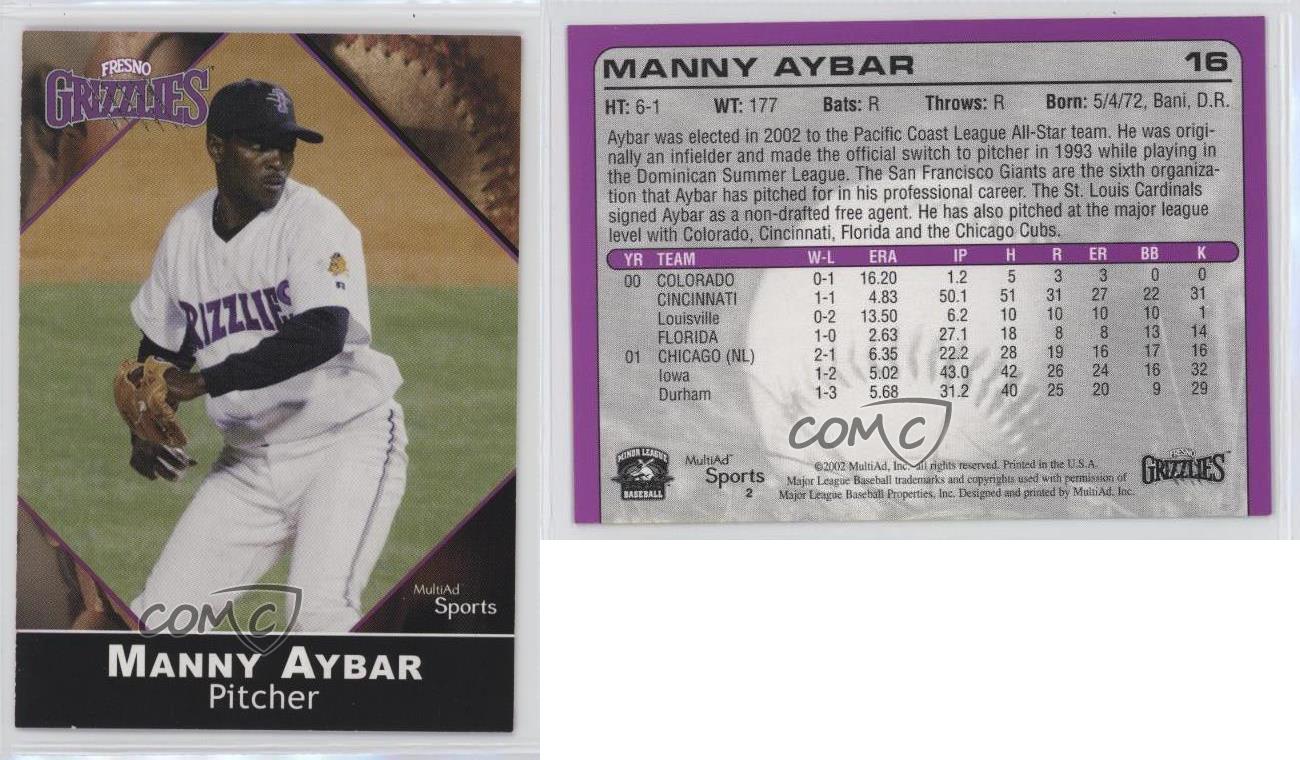 FRESNO
GRIZZLIES
RIZZLIES
MultiAd
Sports
COMC
MANNY AYBAR
Pitcher
MANNY AYBAR 16
HT: 6-1 WT: 177 Bats: R Throws: R Born: 5/4/72, Bani, D.R.
Aybar was elected in 2002 to the Pacific Coast League All-Star team. He was origi-
nally an infielder and made the official switch to pitcher in 1993 while playing in
the Dominican Summer League. The San Francisco Giants are the sixth organiza-
tion that Aybar has pitched for in his professional career. The St. Louis Cardinals
signed Aybar as a non-drafted free agent. He has also pitched at the major league
level with Colorado, Cincinnati, Florida and the Chicago Cubs.
YR TEAM W-L ERA IP H R ER BB K
00 COLORADO 0-1 16.20 1.2 5 3 3 0 0
CINCINNATI 1-1 4.83 50.1 51 31 27 22 31
Louisville 0-2 13.50 6.2 10 10 10 10 1
FLORIDA 1-0 2.63 27.1 18 8 8 13 14
01 CHICAGO (NL) 2-1 6.35 22.2 28 19 16 17 16
Iowa 1-2 5.02 43.0 42 26 24 16 32
Durham 1-3 5.68 31.2 40 25 20 9 29
COMC
MINOR LEAGUE
BASEBALL
MultiAd
Sports
2
©2002 MultiAd, Inc. all rights reserved. Printed in the U.S.A.
Major League Baseball trademarks and copyrights used with permission of
Major League Baseball Properties, Inc. Designed and printed by MultiAd, Inc.
FRESNO
GRIZZLIES